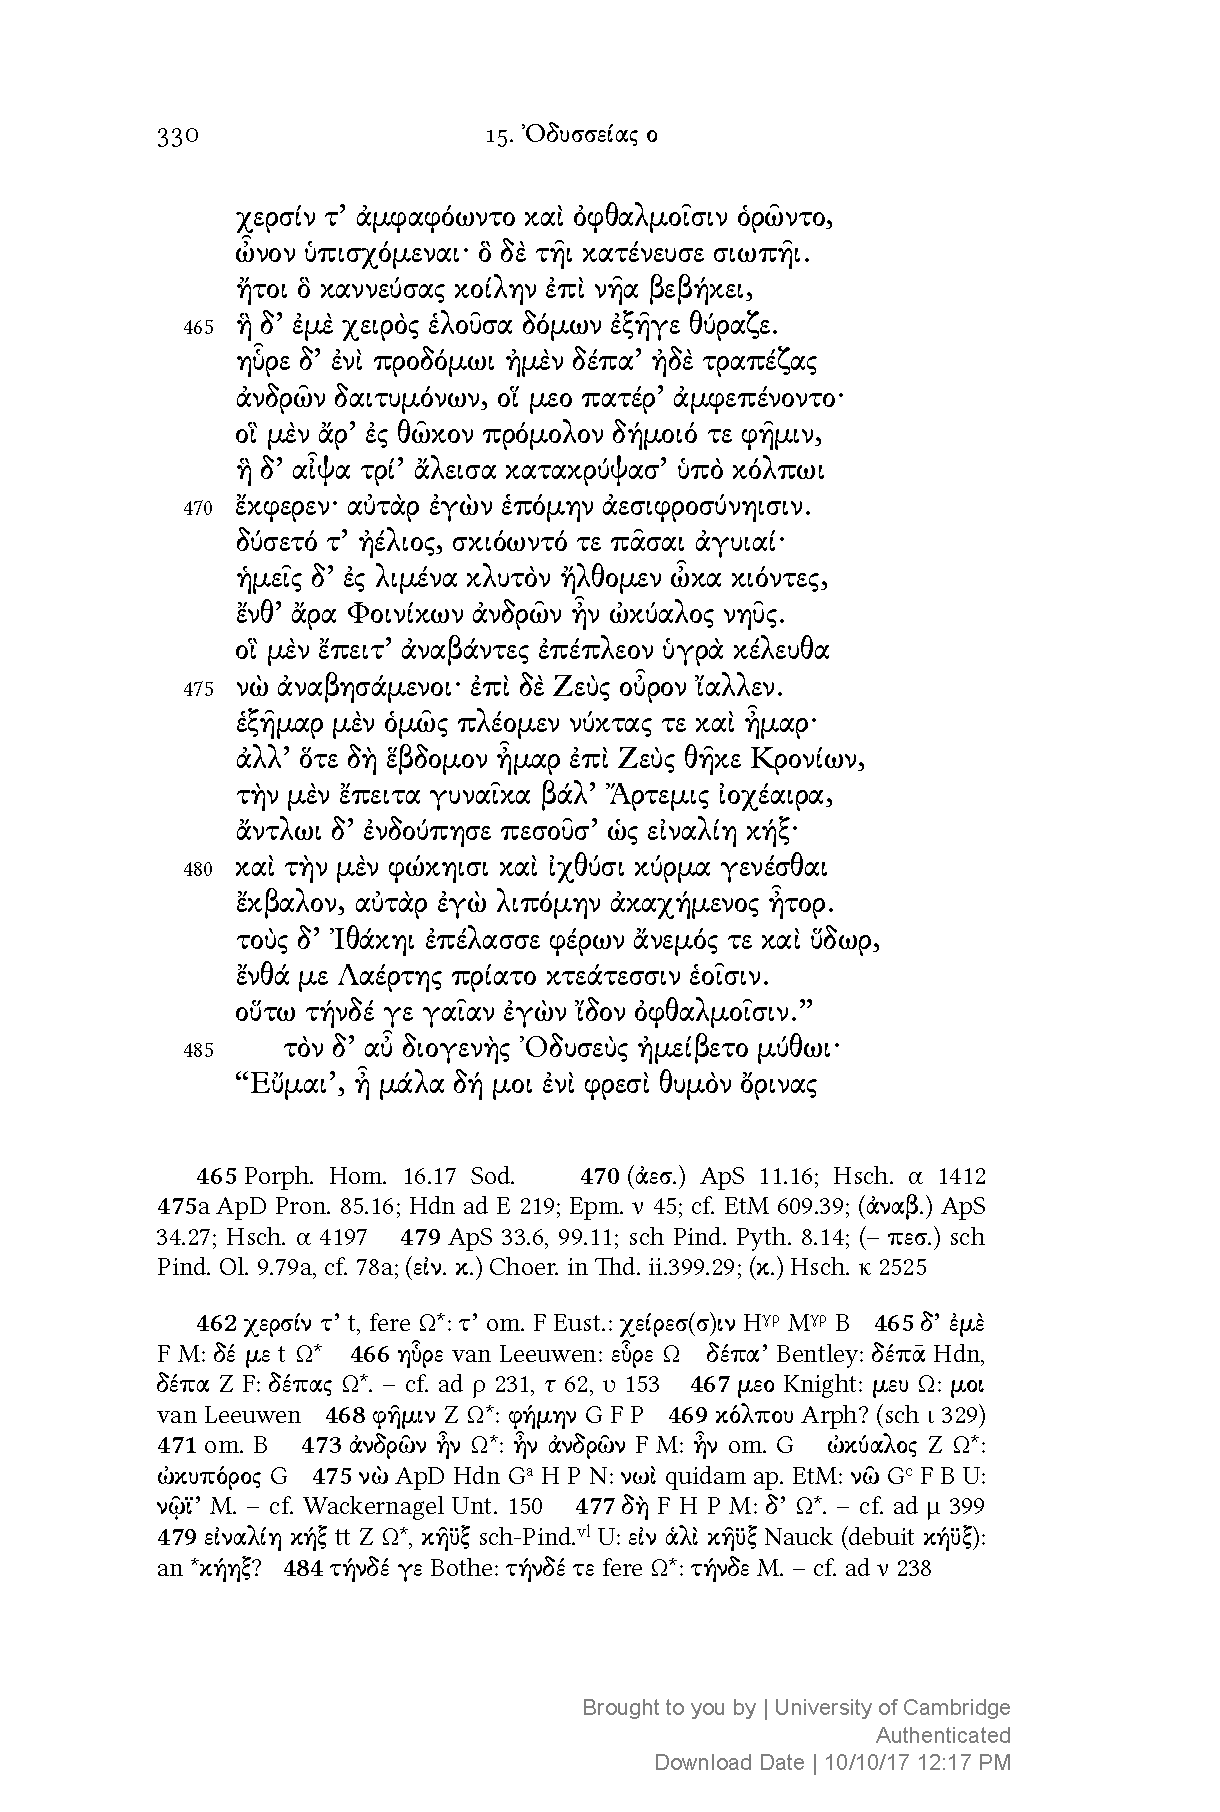 330 15. Ὀδυσσείας ο
χερσίν τ’ ἀμφαφόωντο καὶ ὀφθαλμοῖσιν ὁρῶντο,
ὦνον ὑπισχόμεναι· ὃ δὲ τῆι κατένευσε σιωπῆι.
ἤτοι ὃ καννεύσας κοίλην ἐπὶ νῆα βεβήκει,
465 ἣ δ’ ἐμὲ χειρὸς ἑλοῦσα δόμων ἐξῆγε θύραζε.
ηὗρε δ’ ἐνὶ προδόμωι ἠμὲν δέπα’ ἠδὲ τραπέζας
ἀνδρῶν δαιτυμόνων, οἵ μεο πατέρ’ ἀμφεπένοντο·
οἳ μὲν ἄρ’ ἐς θῶκον πρόμολον δήμοιό τε φῆμιν,
ἣ δ’ αἶψα τρί’ ἄλεισα κατακρύψασ’ ὑπὸ κόλπωι
470 ἔκφερεν· αὐτὰρ ἐγὼν ἑπόμην ἀεσιφροσύνηισιν.
δύσετό τ’ ἠέλιος, σκιόωντό τε πᾶσαι ἀγυιαί·
ἡμεῖς δ’ ἐς λιμένα κλυτὸν ἤλθομεν ὦκα κιόντες,
ἔνθ’ ἄρα Φοινίκων ἀνδρῶν ἦν ὠκύαλος νηῦς.
οἳ μὲν ἔπειτ’ ἀναβάντες ἐπέπλεον ὑγρὰ κέλευθα
475 νὼ ἀναβησάμενοι· ἐπὶ δὲ Ζεὺς οὖρον ἴαλλεν.
ἑξῆμαρ μὲν ὁμῶς πλέομεν νύκτας τε καὶ ἦμαρ·
ἀλλ’ ὅτε δὴ ἕβδομον ἦμαρ ἐπὶ Ζεὺς θῆκε Κρονίων,
τὴν μὲν ἔπειτα γυναῖκα βάλ’ Ἄρτεμις ἰοχέαιρα,
ἄντλωι δ’ ἐνδούπησε πεσοῦσ’ ὡς εἰναλίη κήξ·
480 καὶ τὴν μὲν φώκηισι καὶ ἰχθύσι κύρμα γενέσθαι
ἔκβαλον, αὐτὰρ ἐγὼ λιπόμην ἀκαχήμενος ἦτορ.
τοὺς δ’ Ἰθάκηι ἐπέλασσε φέρων ἄνεμός τε καὶ ὕδωρ,
ἔνθά με Λαέρτης πρίατο κτεάτεσσιν ἑοῖσιν.
οὕτω τήνδέ γε γαῖαν ἐγὼν ἴδον ὀφθαλμοῖσιν.”
485 τὸν δ’ αὖ διογενὴς Ὀδυσεὺς ἠμείβετο μύθωι·
“Εὔμαι’, ἦ μάλα δή μοι ἐνὶ φρεσὶ θυμὸν ὄρινας
465 Porph. Hom. 16.17 Sod. 470 (ἀεσ.) ApS 11.16; Hsch. α 1412
475a ApD Pron. 85.16; Hdn ad E 219; Epm. ν 45; cf. EtM 609.39; (ἀναβ.) ApS
34.27; Hsch. α 4197 479 ApS 33.6, 99.11; sch Pind. Pyth. 8.14; (– πεσ.) sch
Pind. Ol. 9.79a, cf. 78a; (εἰν. κ.) Choer. in Thd. ii.399.29; (κ.) Hsch. κ 2525
462 χερσίν τ’ t, fere Ω*: τ’ om. F Eust.: χείρεσ(σ)ιν Hγρ Mγρ B 465 δ’ ἐμὲ
F M: δέ με t Ω* 466 ηὗρε van Leeuwen: εὗρε Ω δέπα’ Bentley: δέπᾱ Hdn,
δέπα Z F: δέπας Ω*. – cf. ad ρ 231, τ 62, υ 153 467 μεο Knight: μευ Ω: μοι
van Leeuwen 468 φῆμιν Z Ω*: φήμην G F P 469 κόλπου Arph? (sch ι 329)
471 om. B 473 ἀνδρῶν ἦν Ω*: ἦν ἀνδρῶν F M: ἦν om. G ὠκύαλος Z Ω*:
ὠκυπόρος G 475 νὼ ApD Hdn Gᵃ H P N: νωὶ quidam ap. EtM: νῶ Gᶜ F B U:
νῷϊ’ M. – cf. Wackernagel Unt. 150 477 δὴ F H P M: δ’ Ω*. – cf. ad μ 399
479 εἰναλίη κήξ tt Z Ω*, κῆϋξ sch-Pind.ᵛˡ U: εἰν ἁλὶ κῆϋξ Nauck (debuit κήϋξ):
an *κήηξ? 484 τήνδέ γε Bothe: τήνδέ τε fere Ω*: τήνδε M. – cf. ad ν 238
Brought to you by | University of Cambridge
Authenticated
Download Date | 10/10/17 12:17 PM